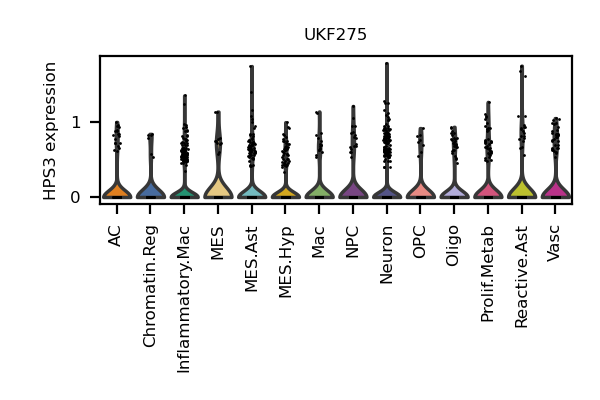 UKF275
HPS3 expression
1
0
AC
Chromatin.Reg
Inflammatory.Mac
MES
MES.Ast
MES.Hyp
Mac
NPC
Neuron
OPC
Oligo
Prolif.Metab
Reactive.Ast
Vasc